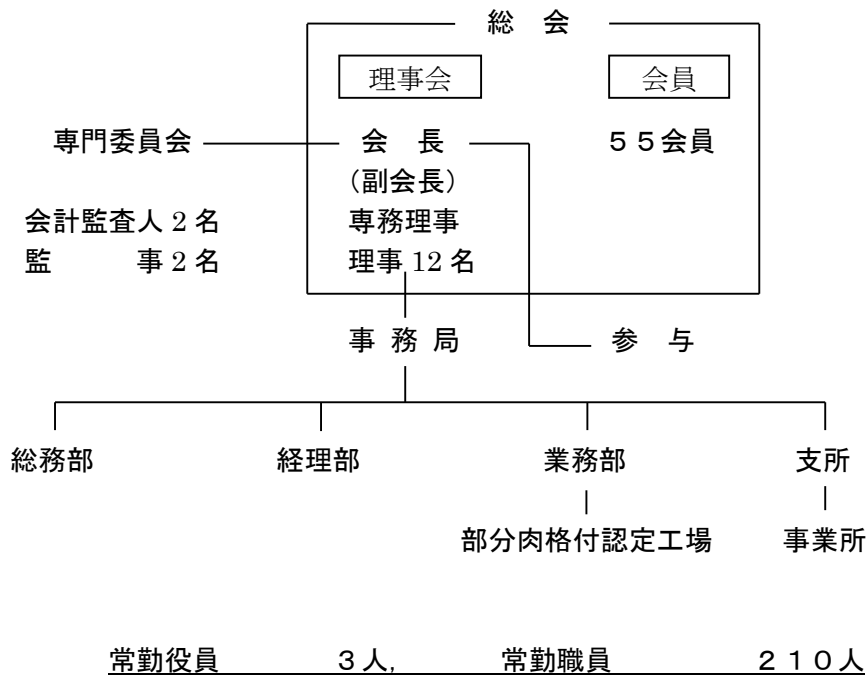 総　会
理事会　会員
専門委員会　会　長　５５会員
（副会長）
会計監査人 2 名　専務理事
監　　　事 2 名　理事 12 名
事 務 局　参　与
総務部　経理部　業務部　支所
部分肉格付認定工場　事業所
常勤役員　　　３人,　　　常勤職員　　　２１０人